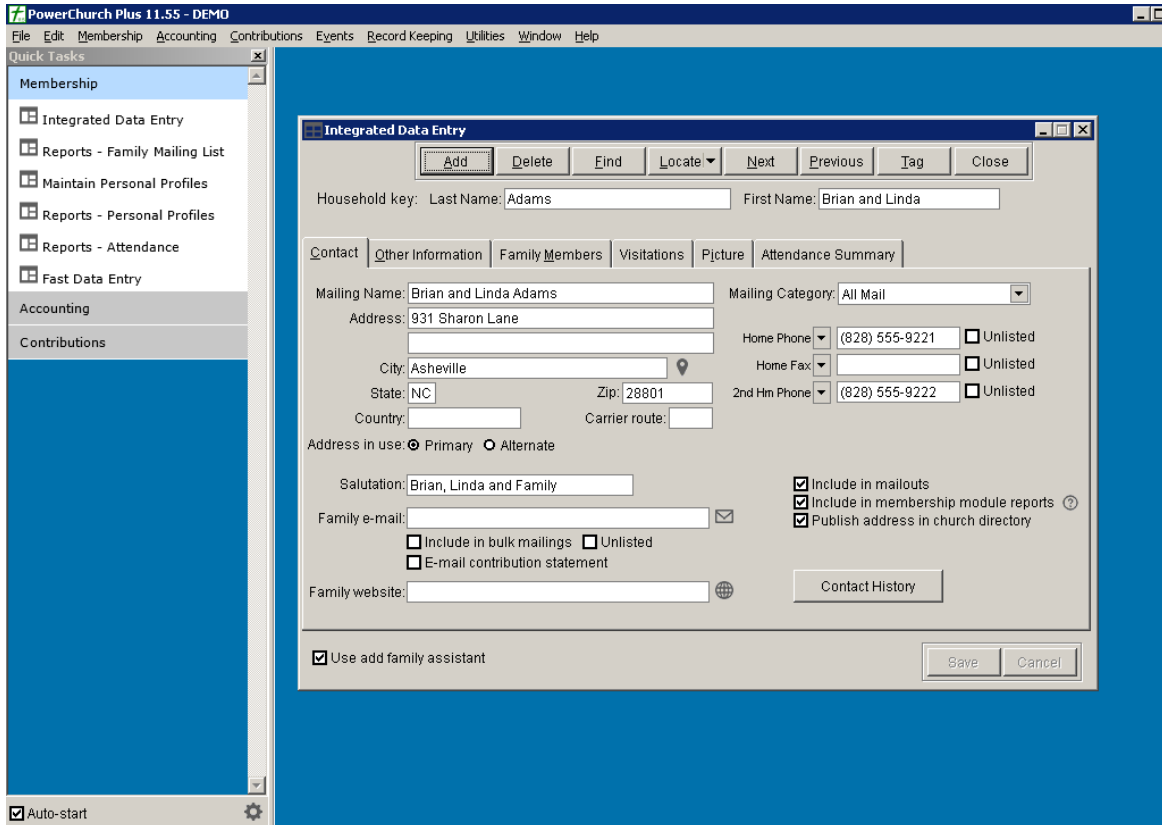 PowerChurch Plus 11.55 - DEMO
File Edit Membership Accounting Contributions Events Record Keeping Utilities Window Help
Quick Tasks
Membership
Integrated Data Entry
Reports - Family Mailing List
Maintain Personal Profiles
Reports - Personal Profiles
Reports - Attendance
Fast Data Entry
Accounting
Contributions
Auto-start
Integrated Data Entry
Add Delete Find Locate Next Previous Tag Close
Household key: Last Name: Adams First Name: Brian and Linda
Contact Other Information Family Members Visitations Picture Attendance Summary
Mailing Name: Brian and Linda Adams Mailing Category: All Mail
Address: 931 Sharon Lane
Home Phone (828) 555-9221 Unlisted
City: Asheville Home Fax Unlisted
State: NC Zip: 28801 2nd Hm Phone (828) 555-9222 Unlisted
Country: Carrier route:
Address in use: Primary Alternate
Salutation: Brian, Linda and Family Include in mailouts
Include in membership module reports ?
Family e-mail: Publish address in church directory
Include in bulk mailings Unlisted
E-mail contribution statement
Family website: Contact History
Use add family assistant Save Cancel